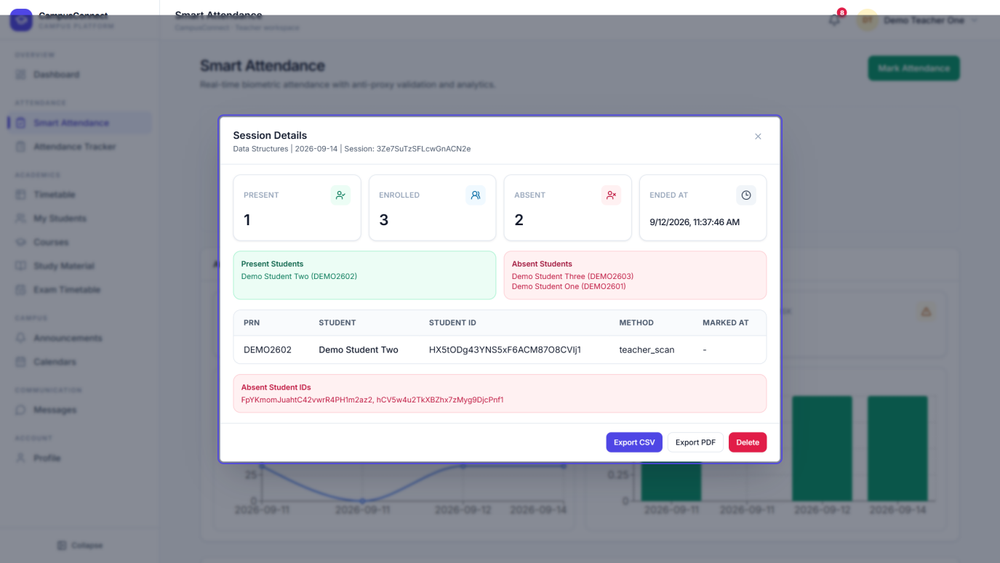 CampusConnect
CAMPUS PLATFORM
Smart Attendance
CampusConnect · Teacher workspace
8
DT
Demo Teacher One
OVERVIEW
Dashboard
ATTENDANCE
Smart Attendance
Attendance Tracker
ACADEMICS
Timetable
My Students
Courses
Study Material
Exam Timetable
CAMPUS
Announcements
Calendars
COMMUNICATION
Messages
ACCOUNT
Profile
Collapse
Smart Attendance
Real-time biometric attendance with anti-proxy validation and analytics.
Mark Attendance
Session Details
Data Structures | 2026-09-14 | Session: 3Ze7SuTzSFLcwGnACN2e
PRESENT
1
ENROLLED
3
ABSENT
2
ENDED AT
9/12/2026, 11:37:46 AM
Present Students
Demo Student Two (DEMO2602)
Absent Students
Demo Student Three (DEMO2603)
Demo Student One (DEMO2601)
PRN STUDENT STUDENT ID METHOD MARKED AT
DEMO2602 Demo Student Two HX5tODg43YNS5xF6ACM87O8CVIj1 teacher_scan -
Absent Student IDs
FpYKmomJuahtC42vwrR4PH1m2az2, hCV5w4u2TkXBZhx7zMyg9DjcPnf1
Export CSV
Export PDF
Delete
25
0
2026-09-11 2026-09-11 2026-09-12 2026-09-14
0.25
0
2026-09-11 2026-09-11 2026-09-12 2026-09-14